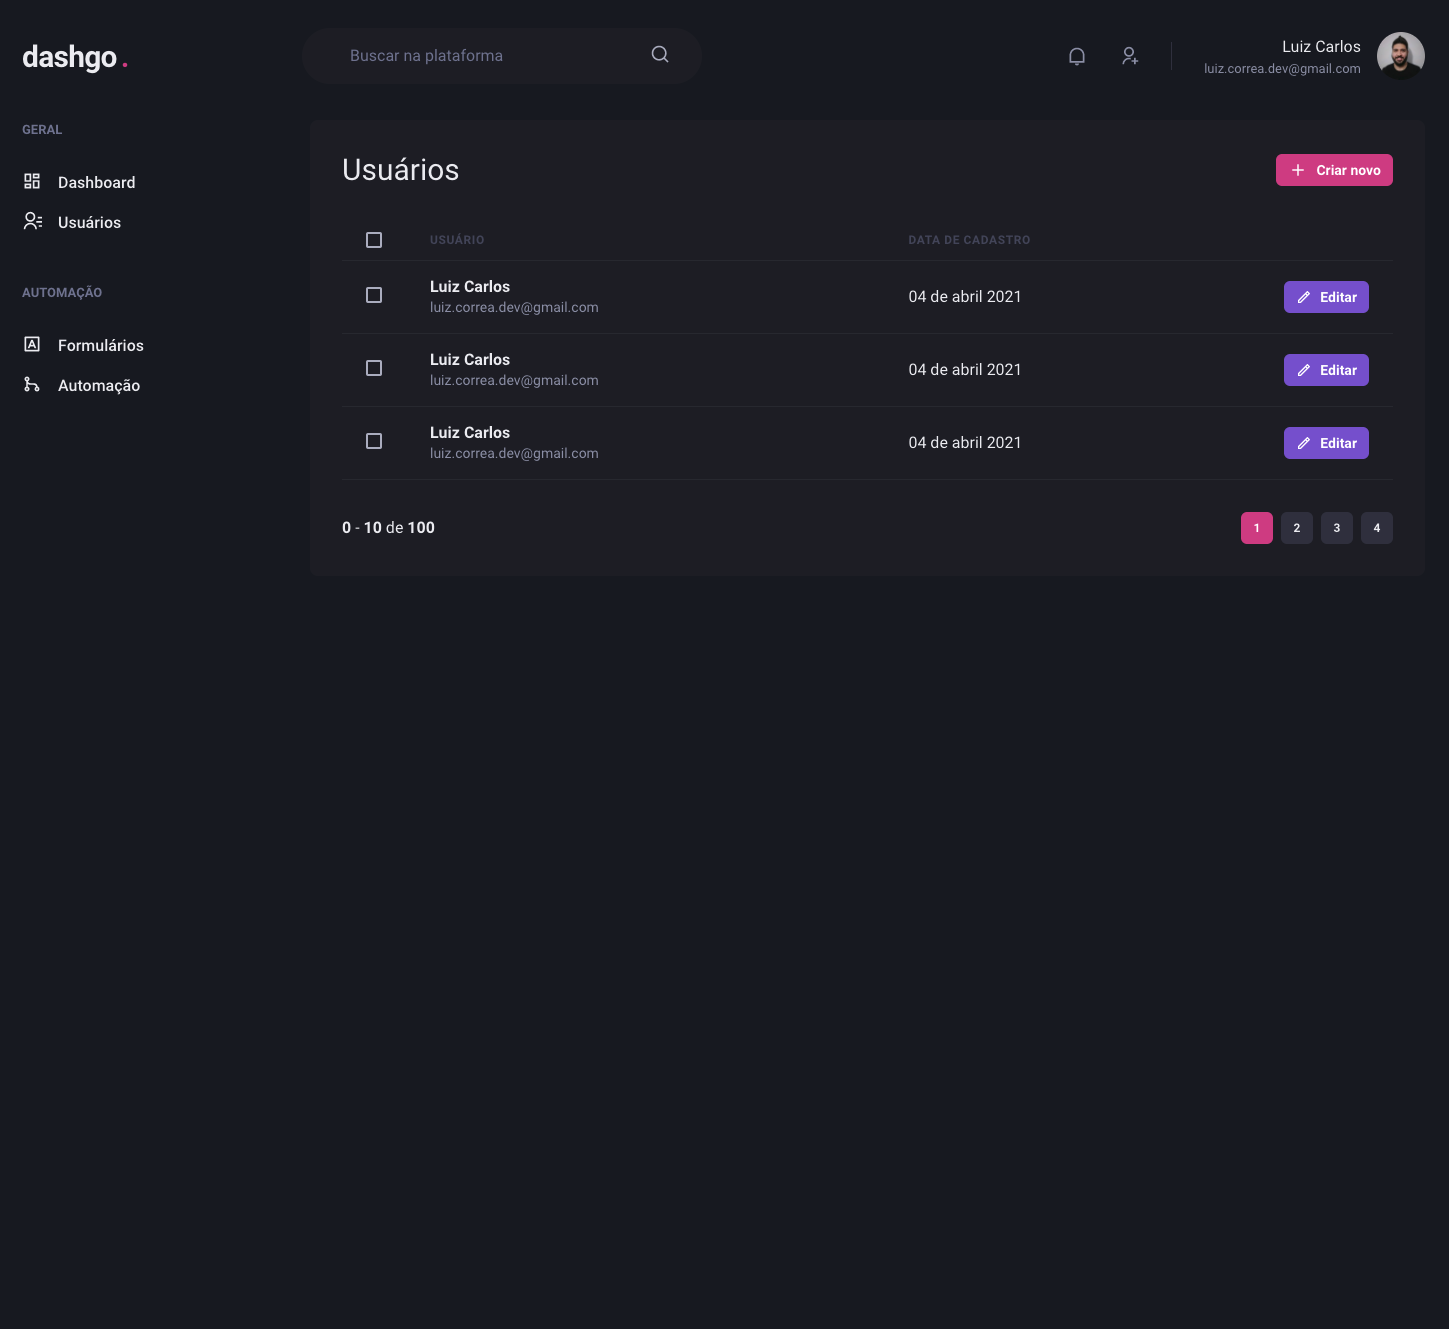 dashgo.
Buscar na plataforma
Luiz Carlos
luiz.correa.dev@gmail.com
GERAL
Dashboard
Usuários
AUTOMAÇÃO
Formulários
Automação
Usuários
Criar novo
USUÁRIO DATA DE CADASTRO
Luiz Carlos
luiz.correa.dev@gmail.com
04 de abril 2021
Editar
Luiz Carlos
luiz.correa.dev@gmail.com
04 de abril 2021
Editar
Luiz Carlos
luiz.correa.dev@gmail.com
04 de abril 2021
Editar
0 - 10 de 100
1 2 3 4